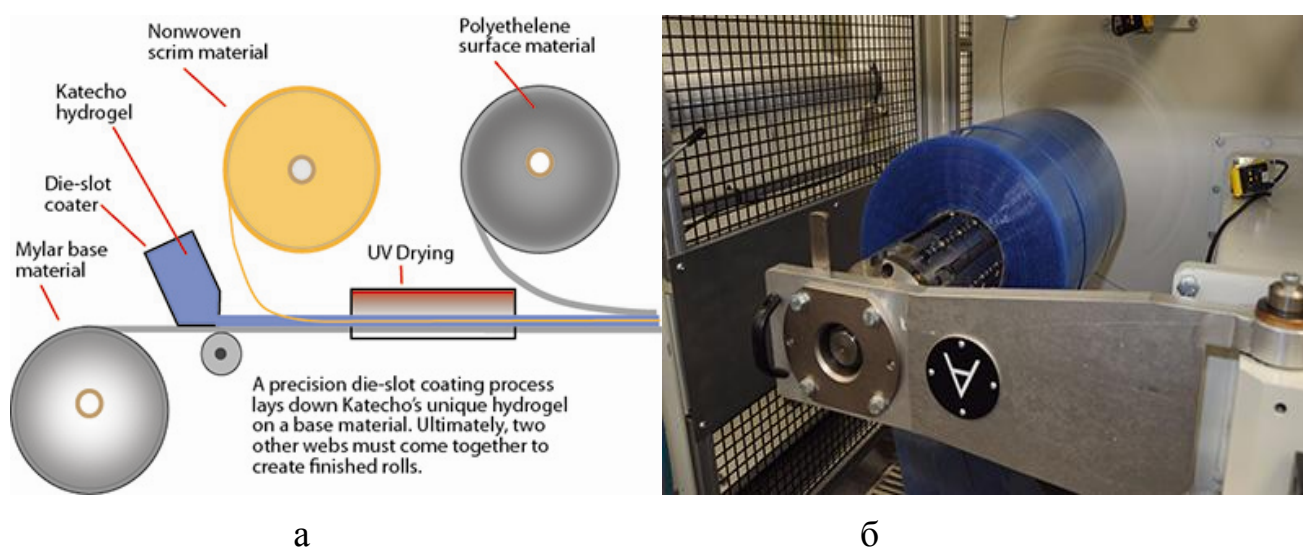 Nonwoven
scrim material
Polyethelene
surface material
Katecho
hydrogel
Die-slot
coater
Mylar base
material
UV Drying
A precision die-slot coating process
lays down Katecho's unique hydrogel
on a base material. Ultimately, two
other webs must come together to
create finished rolls.
A
а
б